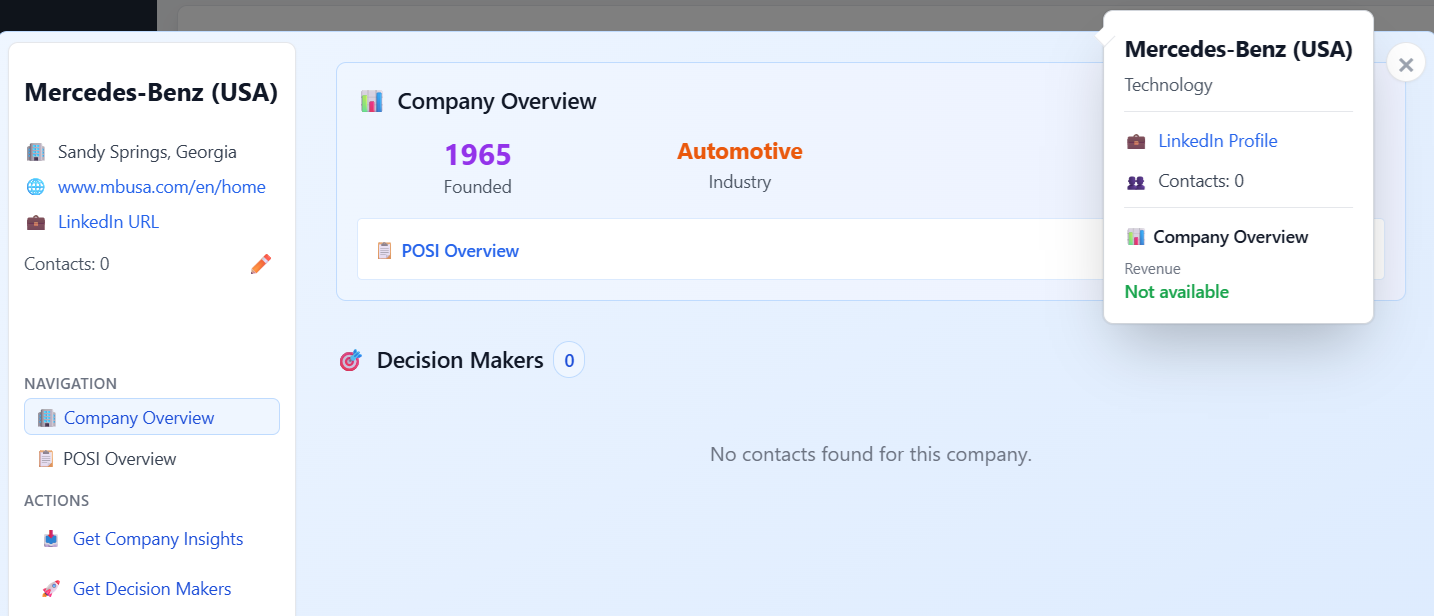 Mercedes-Benz (USA)
Sandy Springs, Georgia
www.mbusa.com/en/home
LinkedIn URL
Contacts: 0
NAVIGATION
Company Overview
POSI Overview
ACTIONS
Get Company Insights
Get Decision Makers
Company Overview
1965
Founded
Automotive
Industry
POSI Overview
Decision Makers 0
No contacts found for this company.
Mercedes-Benz (USA)
Technology
LinkedIn Profile
Contacts: 0
Company Overview
Revenue
Not available